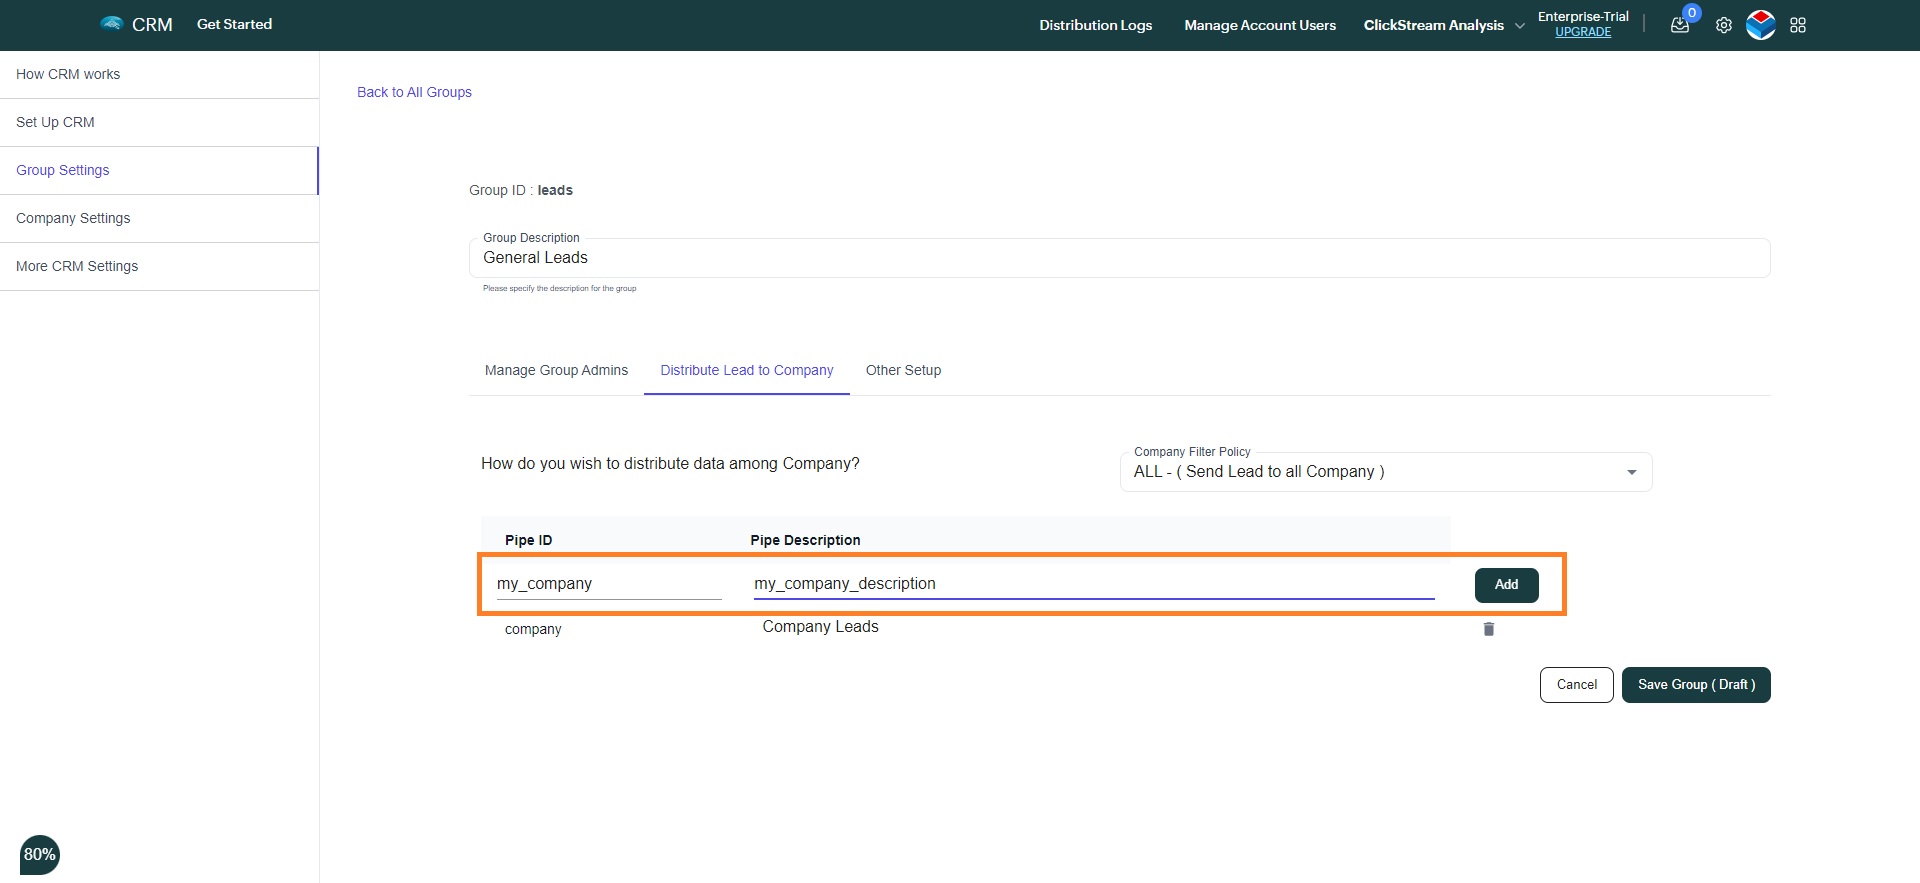 CRM
Get Started
Distribution Logs
Manage Account Users
ClickStream Analysis
Enterprise-Trial
UPGRADE
0
How CRM works
Set Up CRM
Group Settings
Company Settings
More CRM Settings
Back to All Groups
Group ID : leads
Group Description
General Leads
Please specify the description for the group
Manage Group Admins
Distribute Lead to Company
Other Setup
How do you wish to distribute data among Company?
Company Filter Policy
ALL - ( Send Lead to all Company )
Pipe ID
Pipe Description
my_company
my_company_description
Add
company
Company Leads
Cancel
Save Group ( Draft )
80%